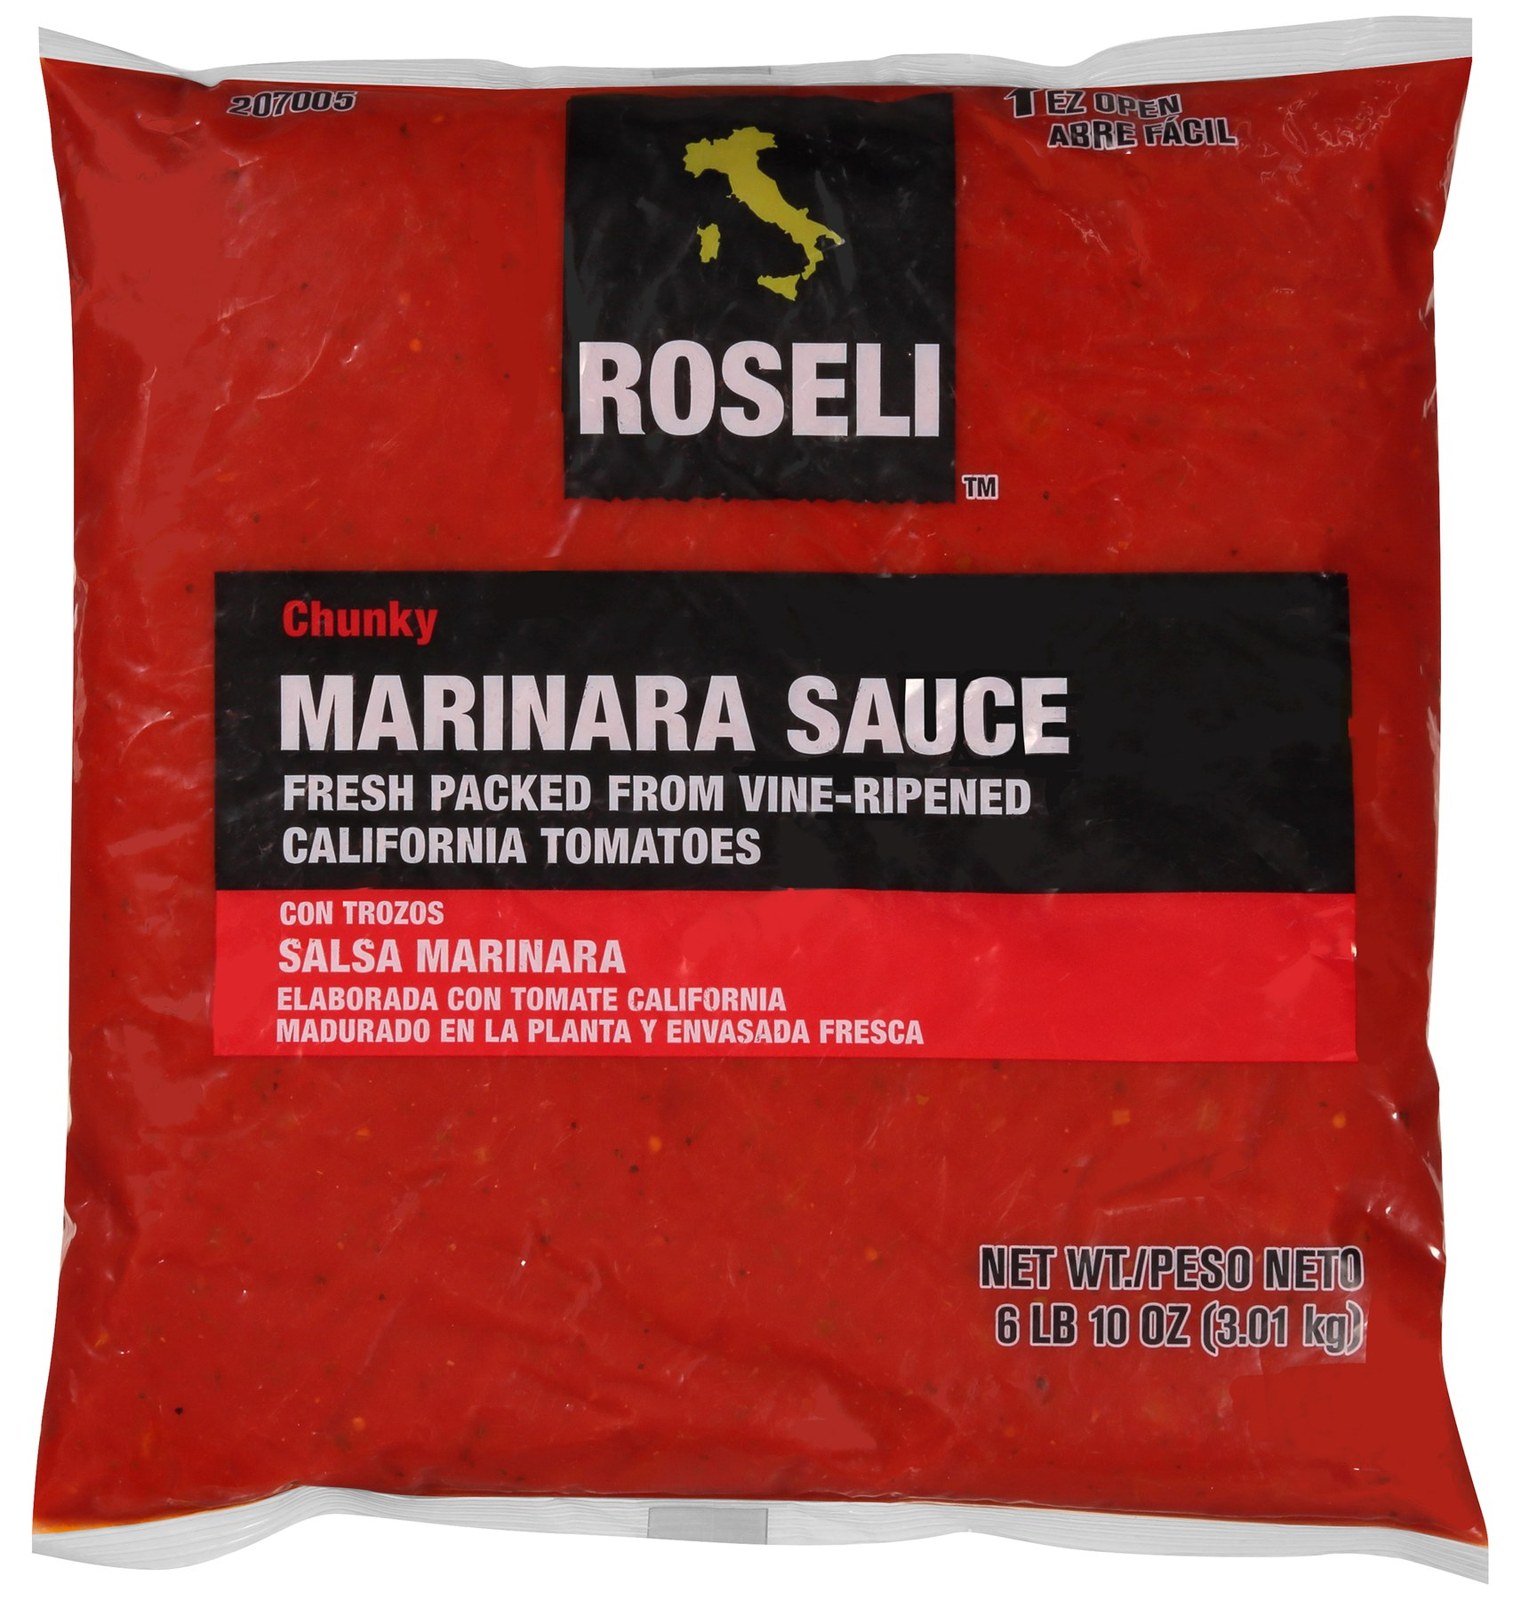 207005
1 EZ OPEN
ABRE FÁCIL
ROSELI
TM
Chunky
MARINARA SAUCE
FRESH PACKED FROM VINE-RIPENED
CALIFORNIA TOMATOES
CON TROZOS
SALSA MARINARA
ELABORADA CON TOMATE CALIFORNIA
MADURADO EN LA PLANTA Y ENVASADA FRESCA
NET WT./PESO NETO
6 LB 10 OZ (3.01 kg)